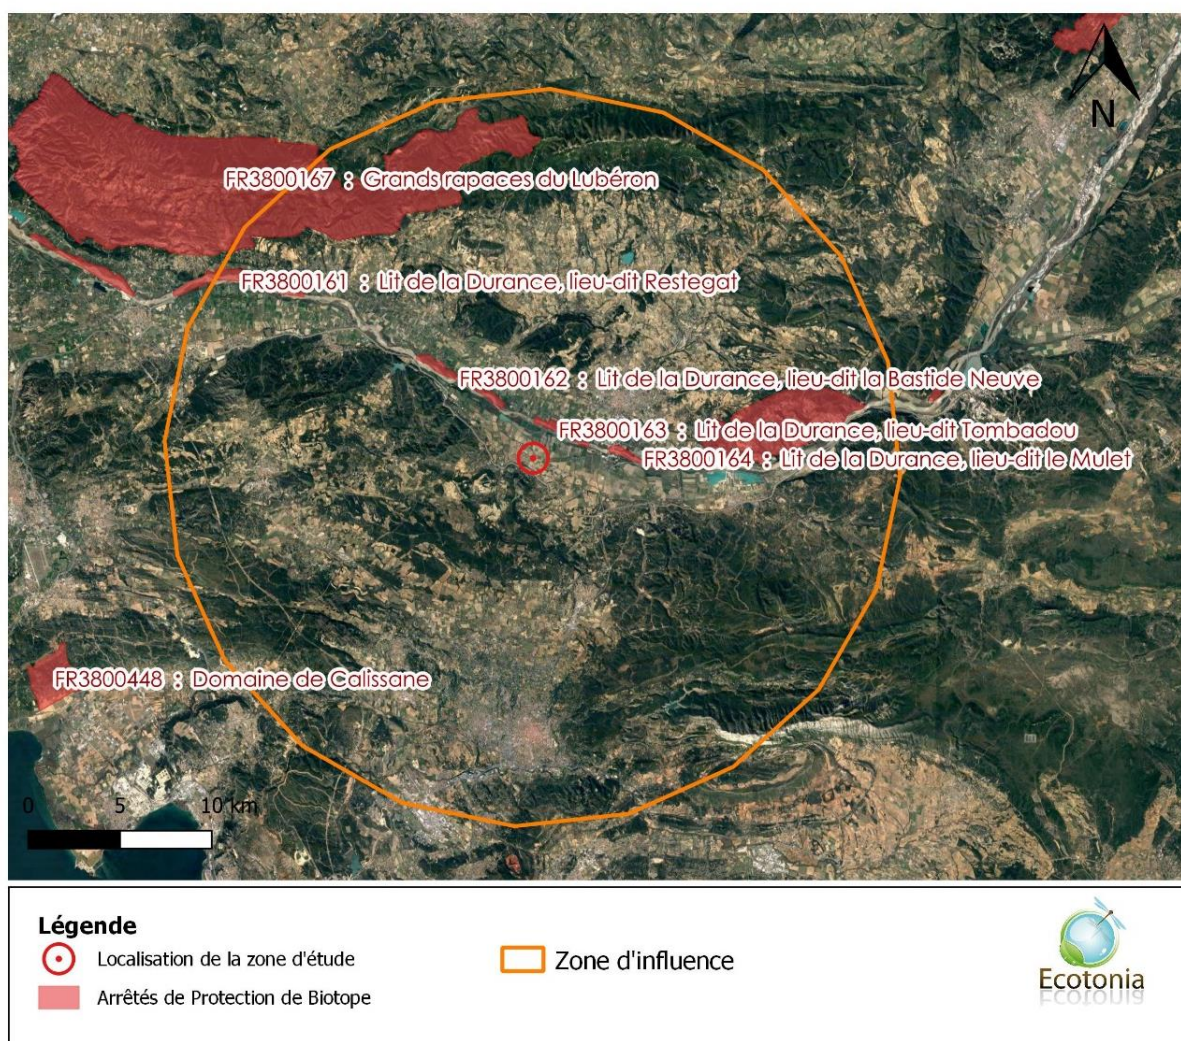 N
FR3800167 : Grands rapaces du Lubéron
FR3800161 : Lit de la Durance, lieu-dit Restegat
FR3800162 : Lit de la Durance, lieu-dit la Bastide Neuve
FR3800163 : Lit de la Durance, lieu-dit Tombadou
FR3800164 : Lit de la Durance, lieu-dit le Mulet
FR3800448 : Domaine de Calissane
0 5 10 km
Légende
Localisation de la zone d'étude
Arrêtés de Protection de Biotope
Zone d'influence
Ecotonia